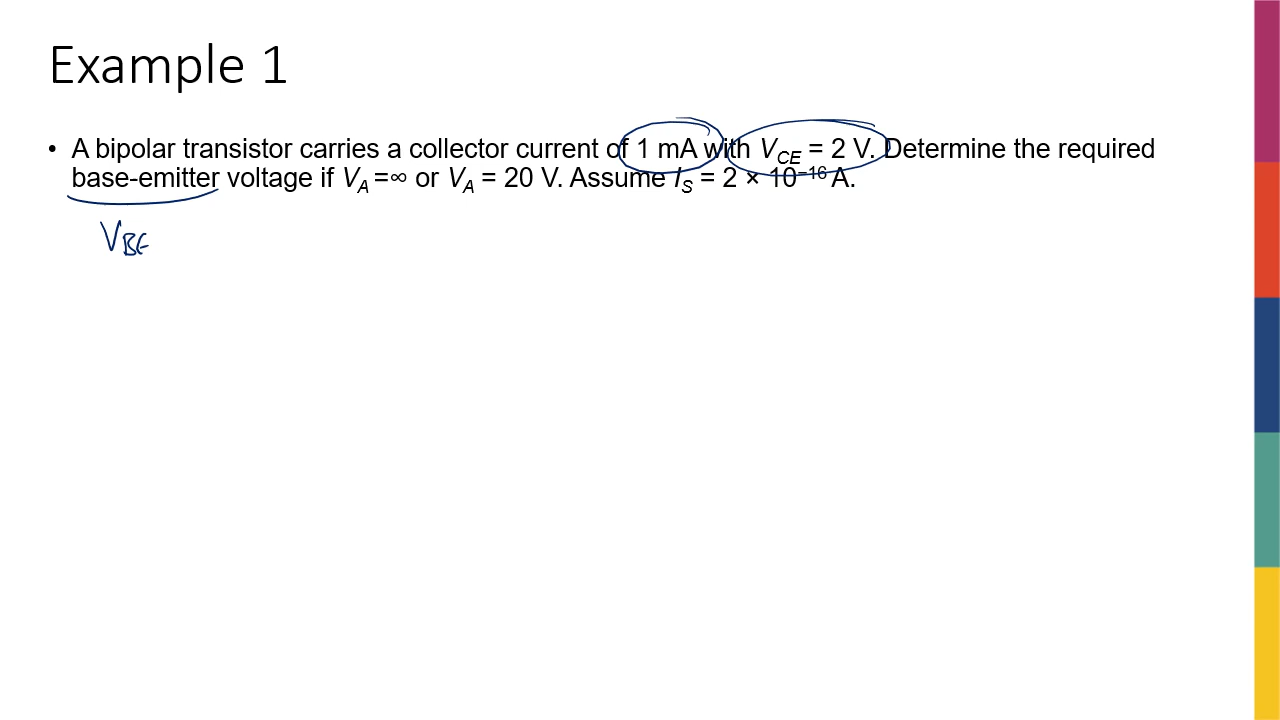 Example 1
• A bipolar transistor carries a collector current of 1 mA with V_CE = 2 V. Determine the required
base-emitter voltage if V_A =∞ or V_A = 20 V. Assume I_S = 2 × 10⁻¹⁶ A.
V_BE